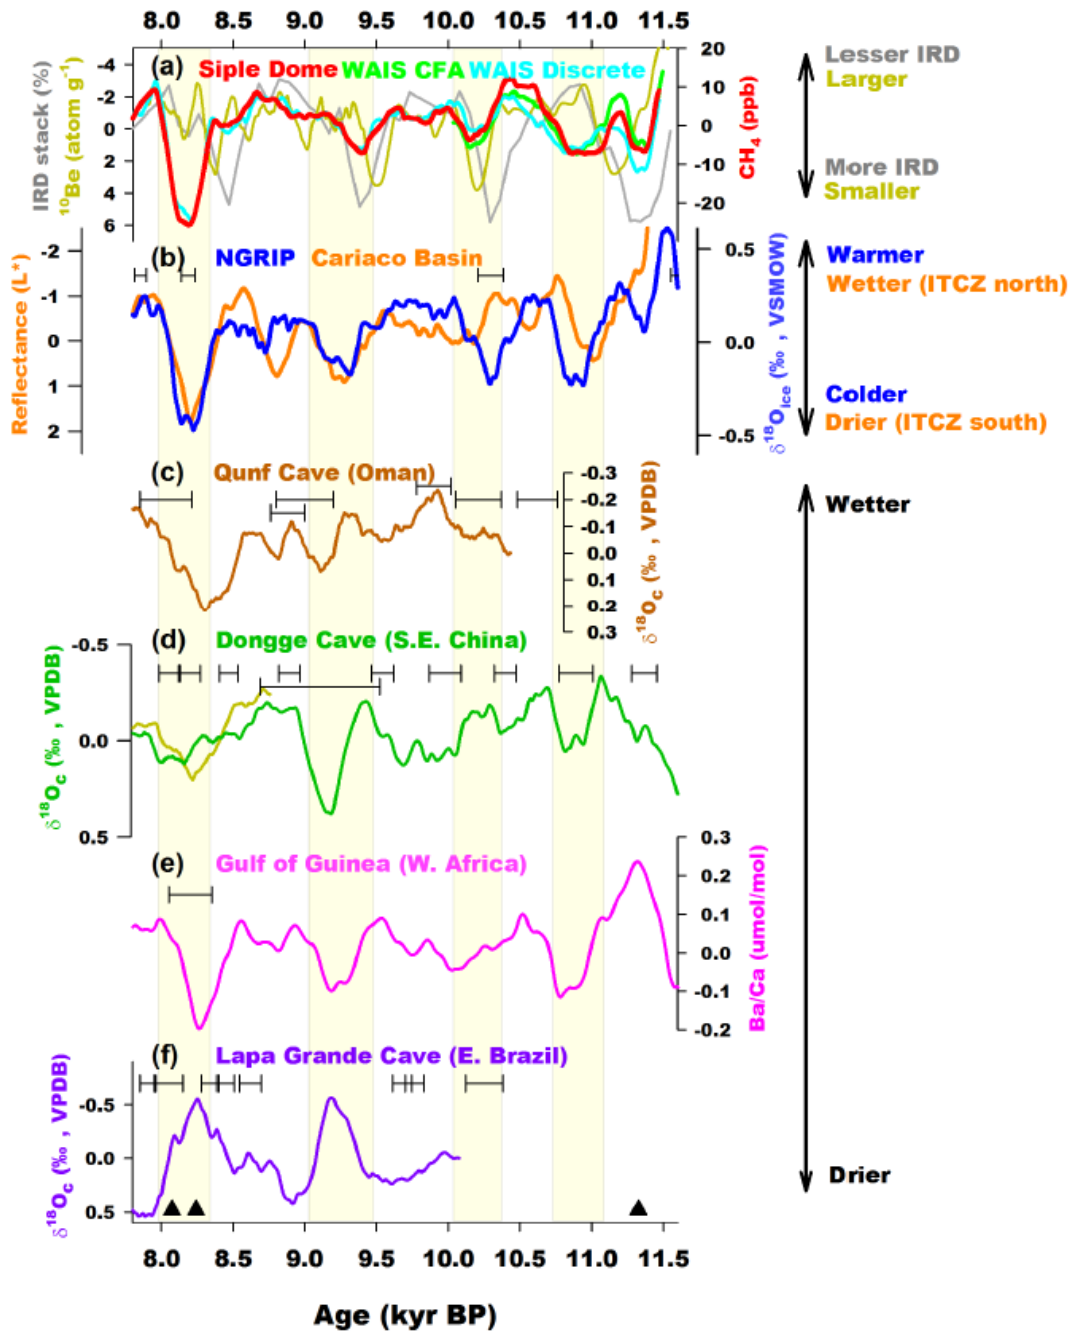 8.0 8.5 9.0 9.5 10.0 10.5 11.0 11.5
(a) Siple Dome WAIS CFA WAIS Discrete
IRD stack (%)
¹⁰Be (atom g⁻¹)
-4
-2
0
2
4
6
20
10
0
-10
-20
CH₄ (ppb)
Lesser IRD
Larger
More IRD
Smaller
(b) NGRIP Cariaco Basin
Reflectance (L*)
-2
-1
0
1
2
0.5
0.0
-0.5
δ¹⁸Oice (‰ , VSMOW)
Warmer
Wetter (ITCZ north)
Colder
Drier (ITCZ south)
(c) Qunf Cave (Oman)
-0.3
-0.2
-0.1
0.0
0.1
0.2
0.3
δ¹⁸OC (‰ , VPDB)
Wetter
(d) Dongge Cave (S.E. China)
δ¹⁸OC (‰ , VPDB)
-0.5
0.0
0.5
(e) Gulf of Guinea (W. Africa)
0.3
0.2
0.1
0.0
-0.1
-0.2
Ba/Ca (umol/mol)
(f) Lapa Grande Cave (E. Brazil)
δ¹⁸OC (‰ , VPDB)
-0.5
0.0
0.5
Drier
8.0 8.5 9.0 9.5 10.0 10.5 11.0 11.5
Age (kyr BP)